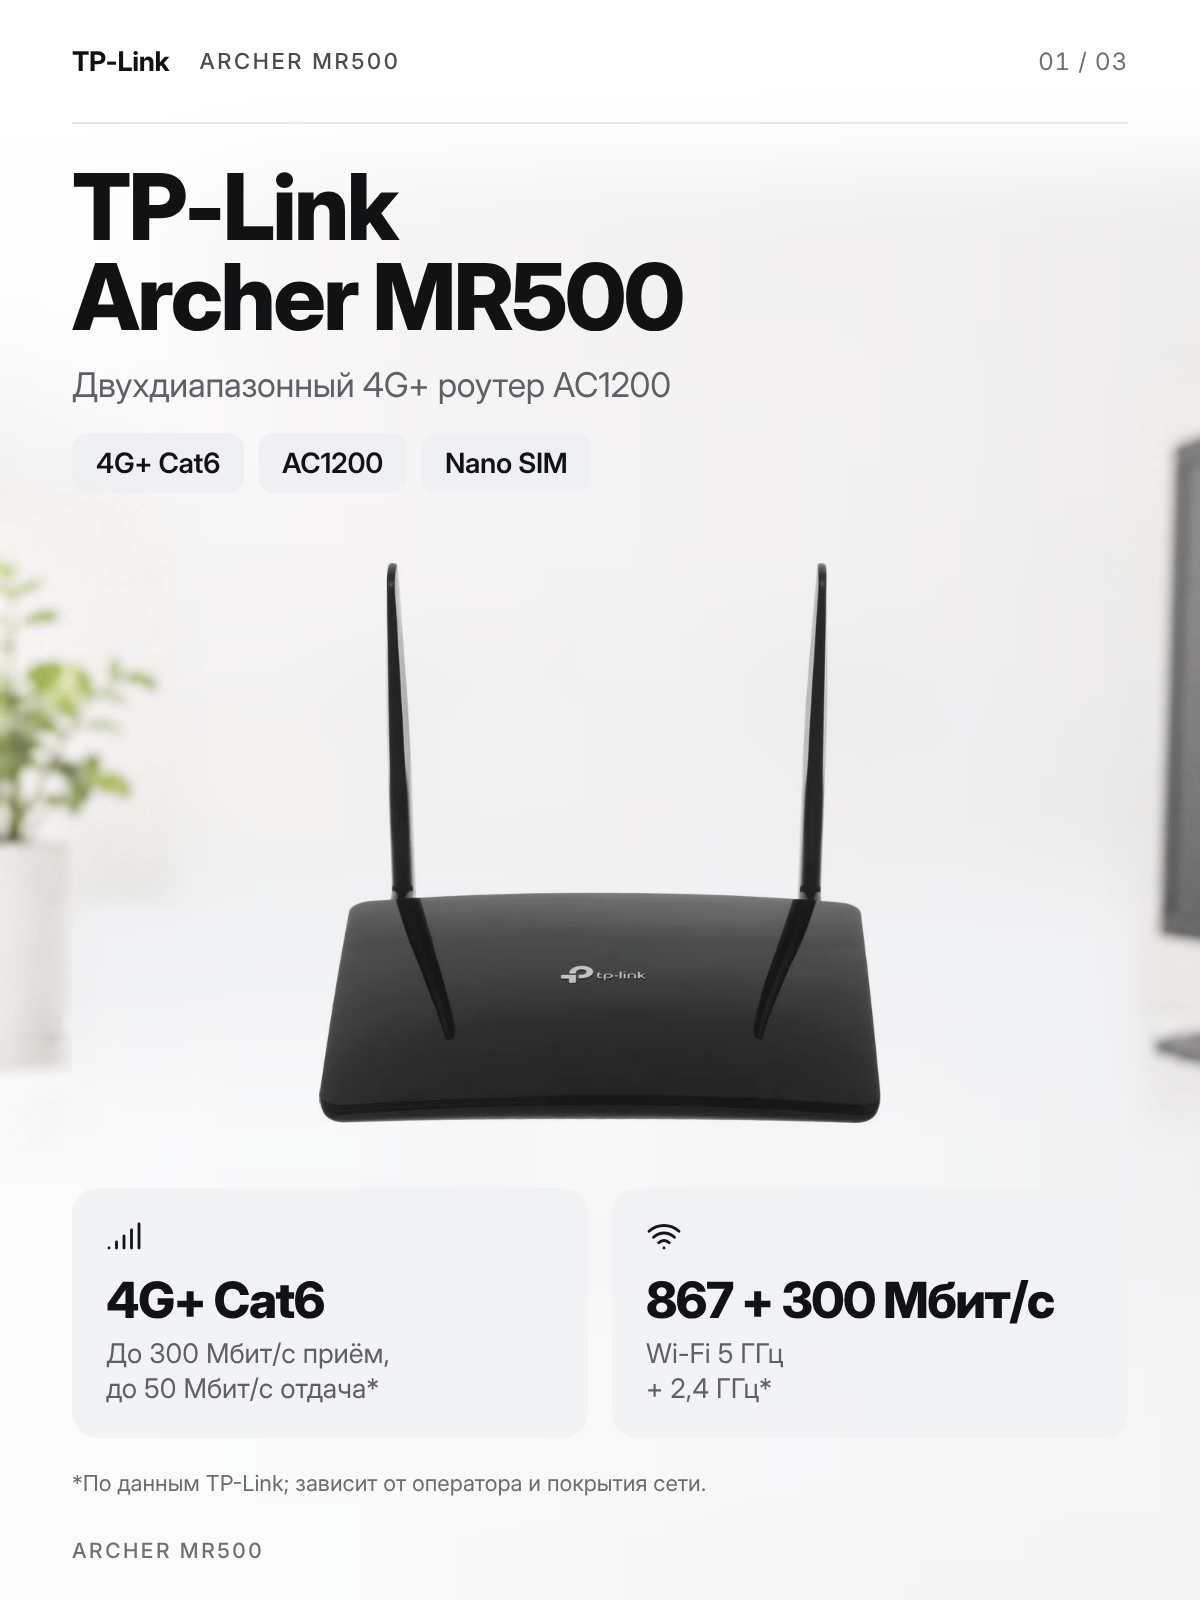 TP-Link ARCHER MR500 01 / 03
TP-Link
Archer MR500
Двухдиапазонный 4G+ роутер AC1200
4G+ Cat6 AC1200 Nano SIM
tp-link
4G+ Cat6
До 300 Мбит/с приём,
до 50 Мбит/с отдача*
867 + 300 Мбит/с
Wi-Fi 5 ГГц
+ 2,4 ГГц*
*По данным TP-Link; зависит от оператора и покрытия сети.
ARCHER MR500